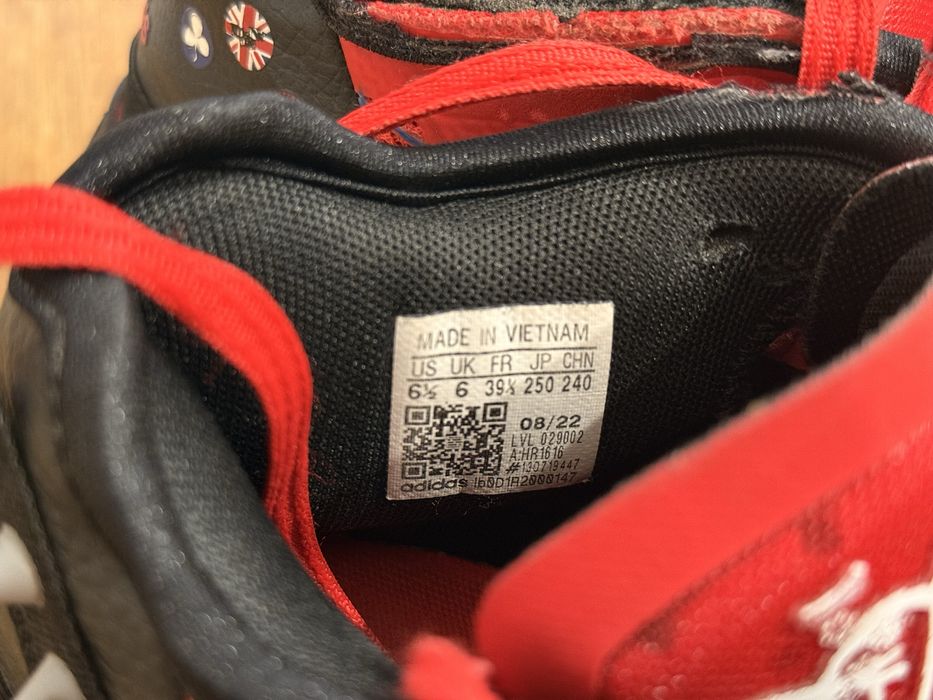 MADE IN VIETNAM
US UK FR JP CHN
6½ 6 39⅓ 250 240
08/22
LVL 029002
A:HR1616
#130719447
adidas !b0D1R2000147